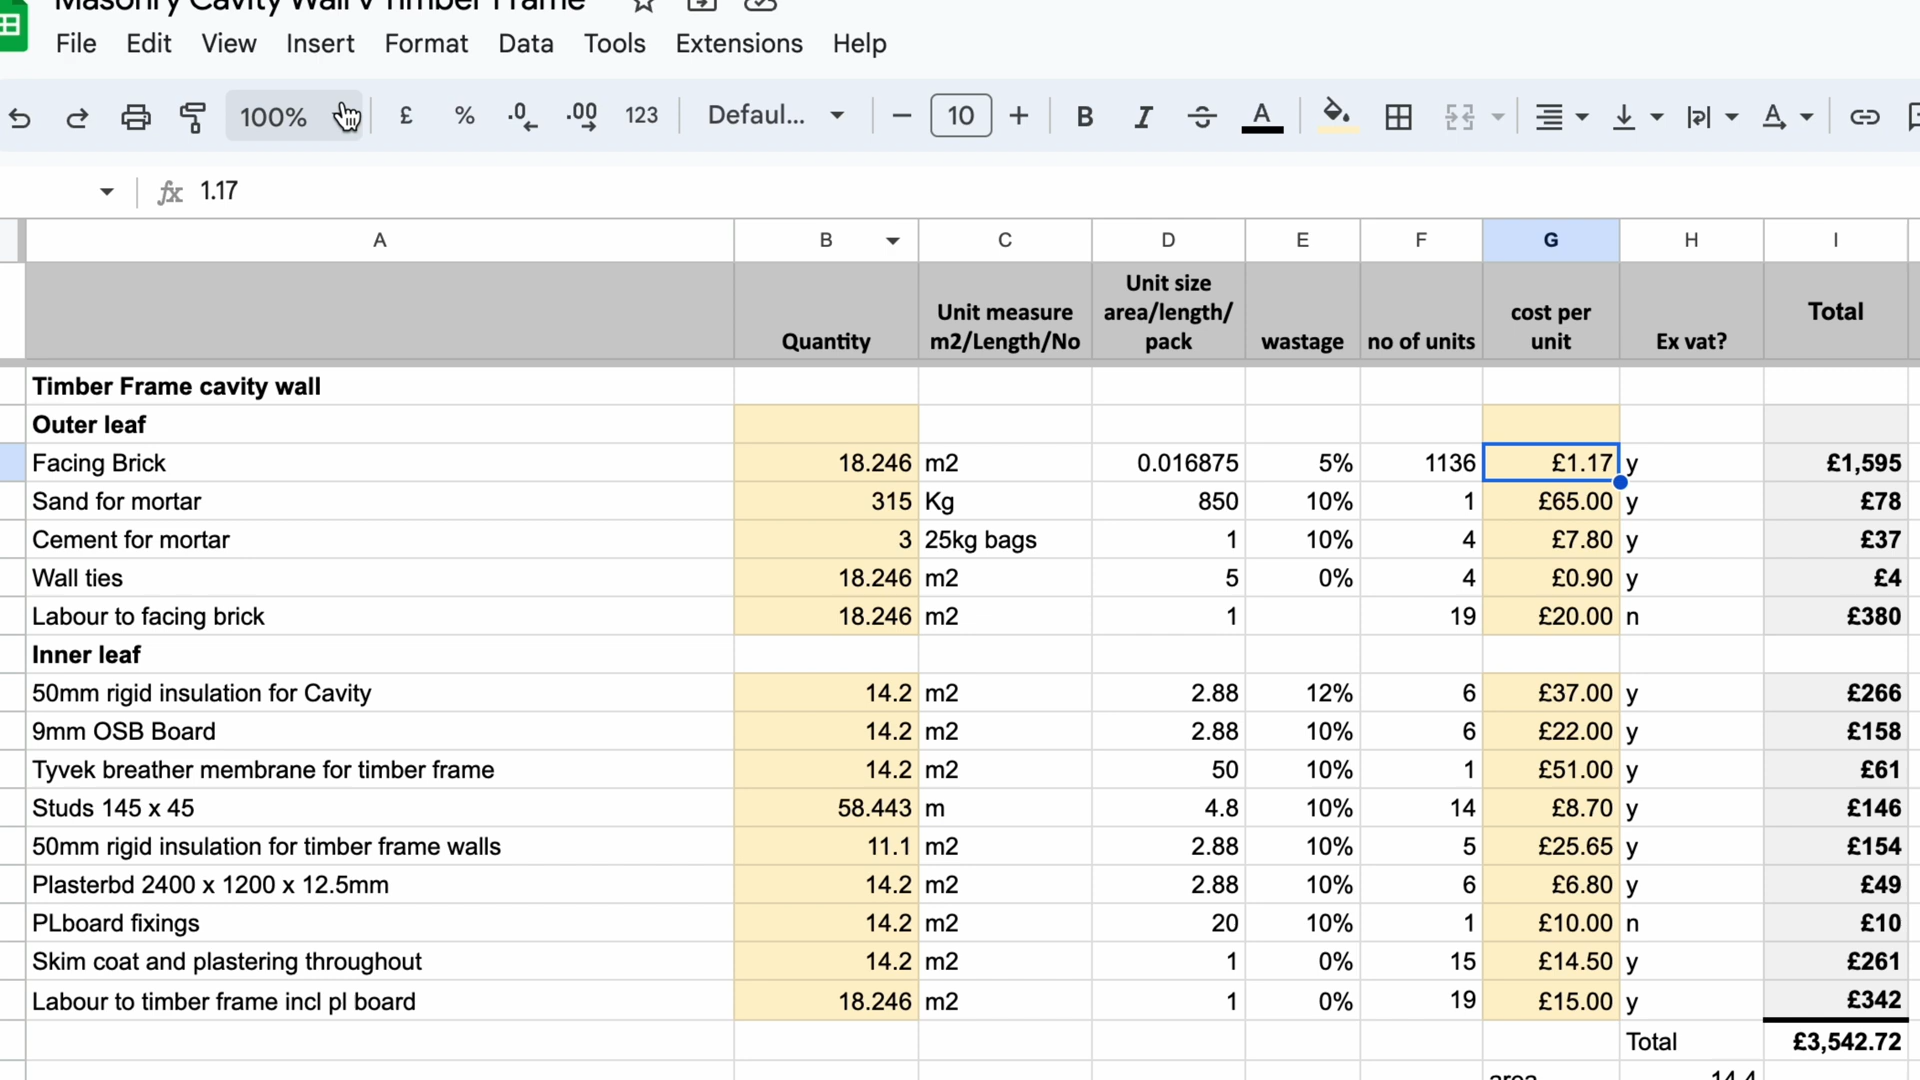 Masonry Cavity Wall v Timber Frame
File Edit View Insert Format Data Tools Extensions Help
100% £ % .0 .00 123 Defaul... − 10 + B I S A
fx 1.17
A B C D E F G H I
Quantity Unit measure m2/Length/No Unit size area/length/pack wastage no of units cost per unit Ex vat? Total
Timber Frame cavity wall
Outer leaf
Facing Brick 18.246 m2 0.016875 5% 1136 £1.17 y £1,595
Sand for mortar 315 Kg 850 10% 1 £65.00 y £78
Cement for mortar 3 25kg bags 1 10% 4 £7.80 y £37
Wall ties 18.246 m2 5 0% 4 £0.90 y £4
Labour to facing brick 18.246 m2 1 19 £20.00 n £380
Inner leaf
50mm rigid insulation for Cavity 14.2 m2 2.88 12% 6 £37.00 y £266
9mm OSB Board 14.2 m2 2.88 10% 6 £22.00 y £158
Tyvek breather membrane for timber frame 14.2 m2 50 10% 1 £51.00 y £61
Studs 145 x 45 58.443 m 4.8 10% 14 £8.70 y £146
50mm rigid insulation for timber frame walls 11.1 m2 2.88 10% 5 £25.65 y £154
Plasterbd 2400 x 1200 x 12.5mm 14.2 m2 2.88 10% 6 £6.80 y £49
PLboard fixings 14.2 m2 20 10% 1 £10.00 n £10
Skim coat and plastering throughout 14.2 m2 1 0% 15 £14.50 y £261
Labour to timber frame incl pl board 18.246 m2 1 0% 19 £15.00 y £342
Total £3,542.72
area 14.4